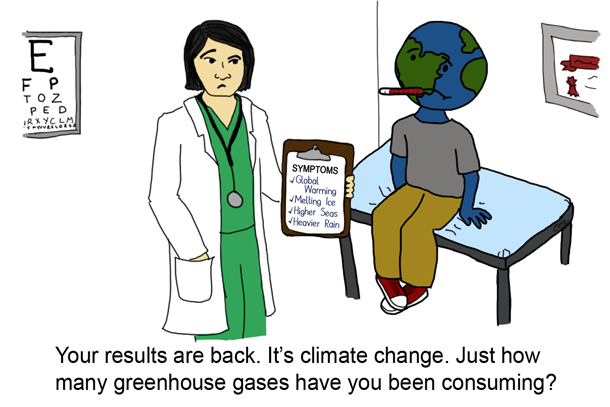 E
F P
T O Z
P E D
SYMPTOMS
✓Global
Warming
✓Melting Ice
✓Higher Seas
✓Heavier Rain
Your results are back. It's climate change. Just how
many greenhouse gases have you been consuming?